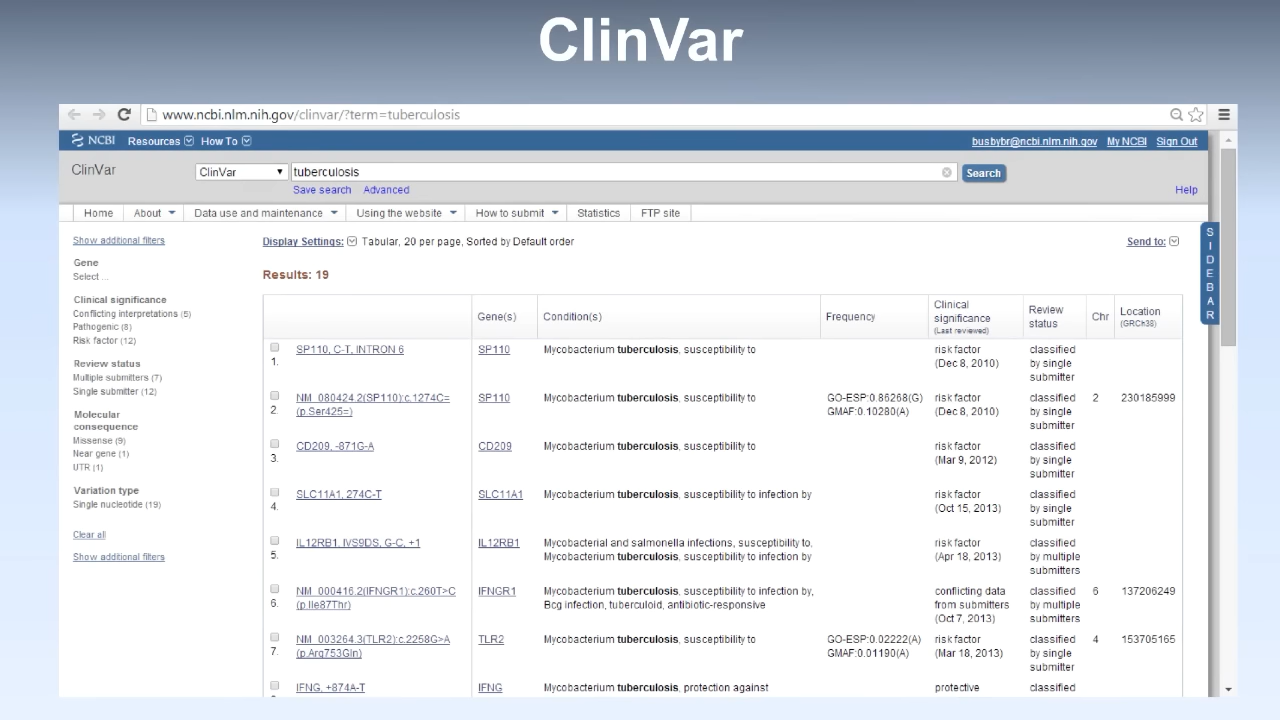 ClinVar
www.ncbi.nlm.nih.gov/clinvar/?term=tuberculosis
NCBI Resources How To busbybr@ncbi.nlm.nih.gov My NCBI Sign Out
ClinVar ClinVar tuberculosis Search
Save search Advanced Help
Home About Data use and maintenance Using the website How to submit Statistics FTP site
Show additional filters
Gene
Select ...
Clinical significance
Conflicting interpretations (5)
Pathogenic (8)
Risk factor (12)
Review status
Multiple submitters (7)
Single submitter (12)
Molecular
consequence
Missense (9)
Near gene (1)
UTR (1)
Variation type
Single nucleotide (19)
Clear all
Show additional filters
Display Settings: Tabular, 20 per page, Sorted by Default order Send to:
Results: 19
Gene(s) Condition(s) Frequency Clinical significance (Last reviewed) Review status Chr Location (GRCh38)
1. SP110, C-T, INTRON 6 SP110 Mycobacterium tuberculosis, susceptibility to risk factor
(Dec 8, 2010) classified
by single
submitter
2. NM_080424.2(SP110):c.1274C=
(p.Ser425=) SP110 Mycobacterium tuberculosis, susceptibility to GO-ESP:0.86268(G)
GMAF:0.10280(A) risk factor
(Dec 8, 2010) classified
by single
submitter 2 230185999
3. CD209, -871G-A CD209 Mycobacterium tuberculosis, susceptibility to risk factor
(Mar 9, 2012) classified
by single
submitter
4. SLC11A1, 274C-T SLC11A1 Mycobacterium tuberculosis, susceptibility to infection by risk factor
(Oct 15, 2013) classified
by single
submitter
5. IL12RB1, IVS9DS, G-C, +1 IL12RB1 Mycobacterial and salmonella infections, susceptibility to,
Mycobacterium tuberculosis, susceptibility to infection by risk factor
(Apr 18, 2013) classified
by multiple
submitters
6. NM_000416.2(IFNGR1):c.260T>C
(p.Ile87Thr) IFNGR1 Mycobacterium tuberculosis, susceptibility to infection by,
Bcg infection, tuberculoid, antibiotic-responsive conflicting data
from submitters
(Oct 7, 2013) classified
by multiple
submitters 6 137206249
7. NM_003264.3(TLR2):c.2258G>A
(p.Arg753Gln) TLR2 Mycobacterium tuberculosis, susceptibility to GO-ESP:0.02222(A)
GMAF:0.01190(A) risk factor
(Mar 18, 2013) classified
by single
submitter 4 153705165
IFNG, +874A-T IFNG Mycobacterium tuberculosis, protection against protective classified
SIDEBAR